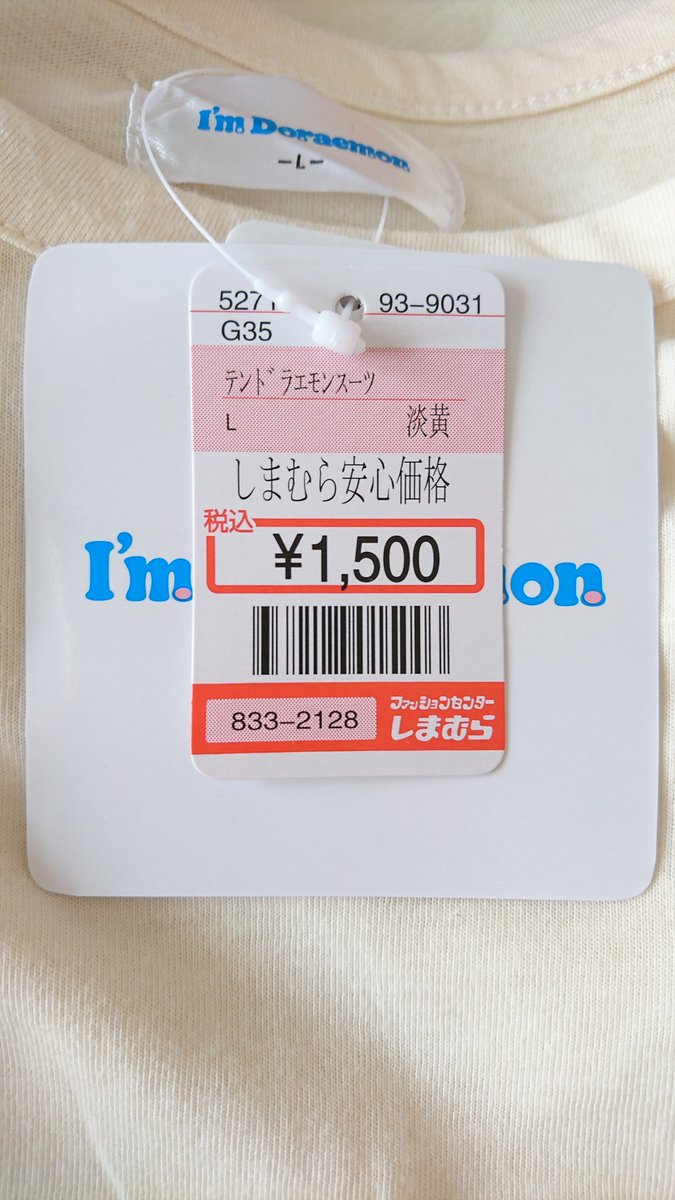 I'm Doraemon
-L-
5271 93-9031
G35
テンドラエモンスーツ
L 淡黄
しまむら安心価格
税込
¥1,500
I'm on
833-2128
ファッションセンター
しまむら